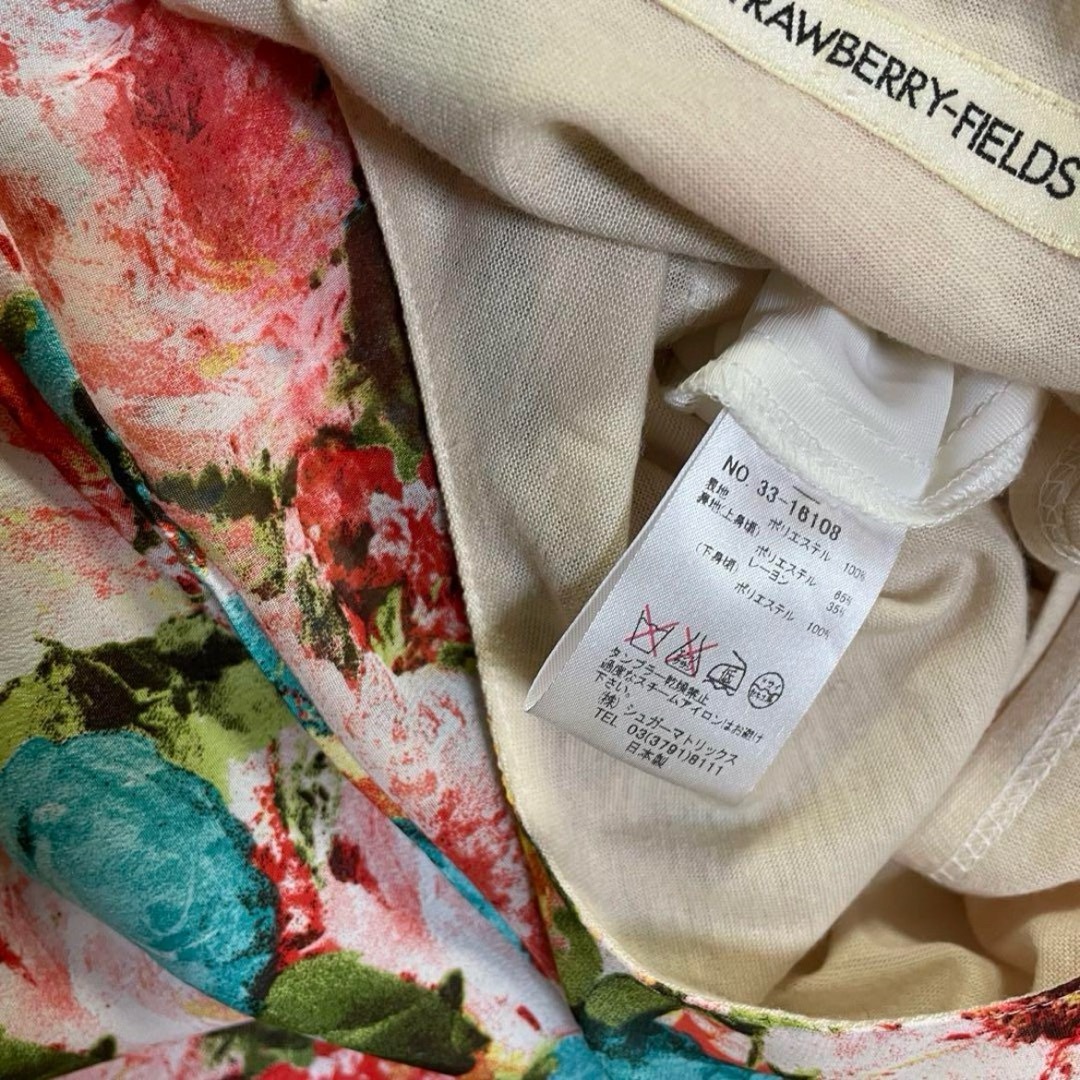 TRAWBERRY-FIELDS
NO 33-16108
表地 ポリエステル 100%
裏地(上身頃) ポリエステル 65%
レーヨン 35%
(下身頃) ポリエステル 100%
タンブラー乾燥禁止
過度なスチームアイロンはお避け
下さい。
(株)シュガーマトリックス
TEL 03(3791)8111
日本製